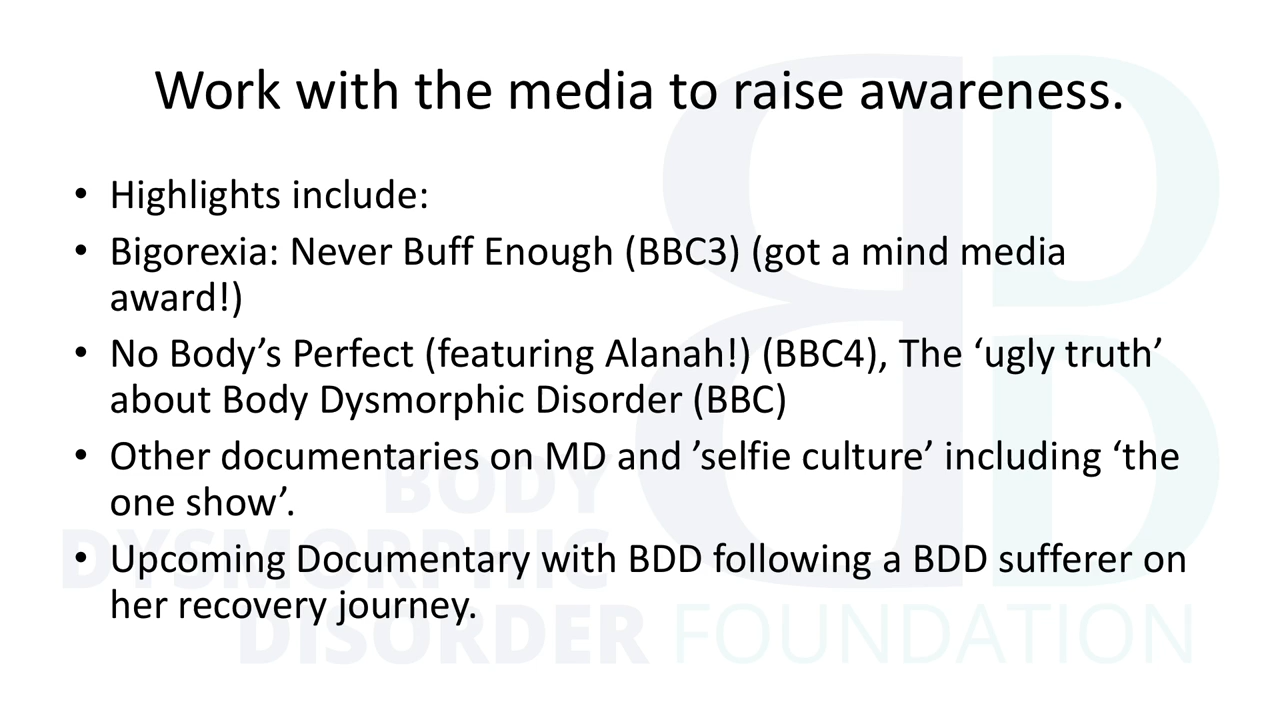 Work with the media to raise awareness.
• Highlights include:
• Bigorexia: Never Buff Enough (BBC3) (got a mind media
award!)
• No Body’s Perfect (featuring Alanah!) (BBC4), The ‘ugly truth’
about Body Dysmorphic Disorder (BBC)
• Other documentaries on MD and ’selfie culture’ including ‘the
one show’.
• Upcoming Documentary with BDD following a BDD sufferer on
her recovery journey.
BODY
DYSMORPHIC
DISORDER FOUNDATION